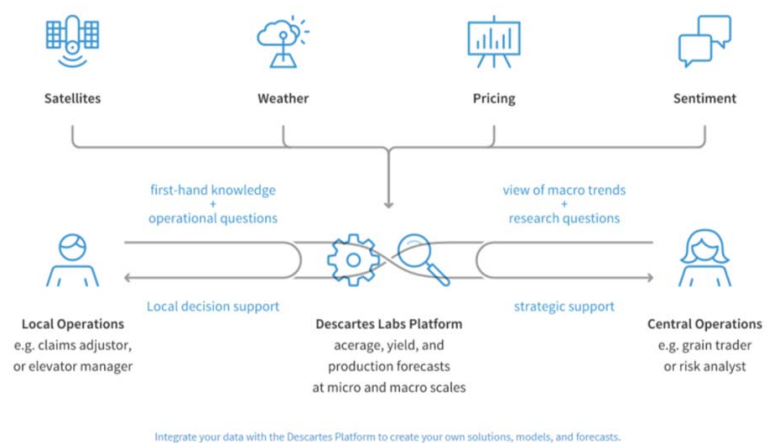 Satellites
Weather
Pricing
Sentiment
first-hand knowledge
+
operational questions
view of macro trends
+
research questions
Local decision support
strategic support
Local Operations
e.g. claims adjustor,
or elevator manager
Descartes Labs Platform
acerage, yield, and
production forecasts
at micro and macro scales
Central Operations
e.g. grain trader
or risk analyst
Integrate your data with the Descartes Platform to create your own solutions, models, and forecasts.